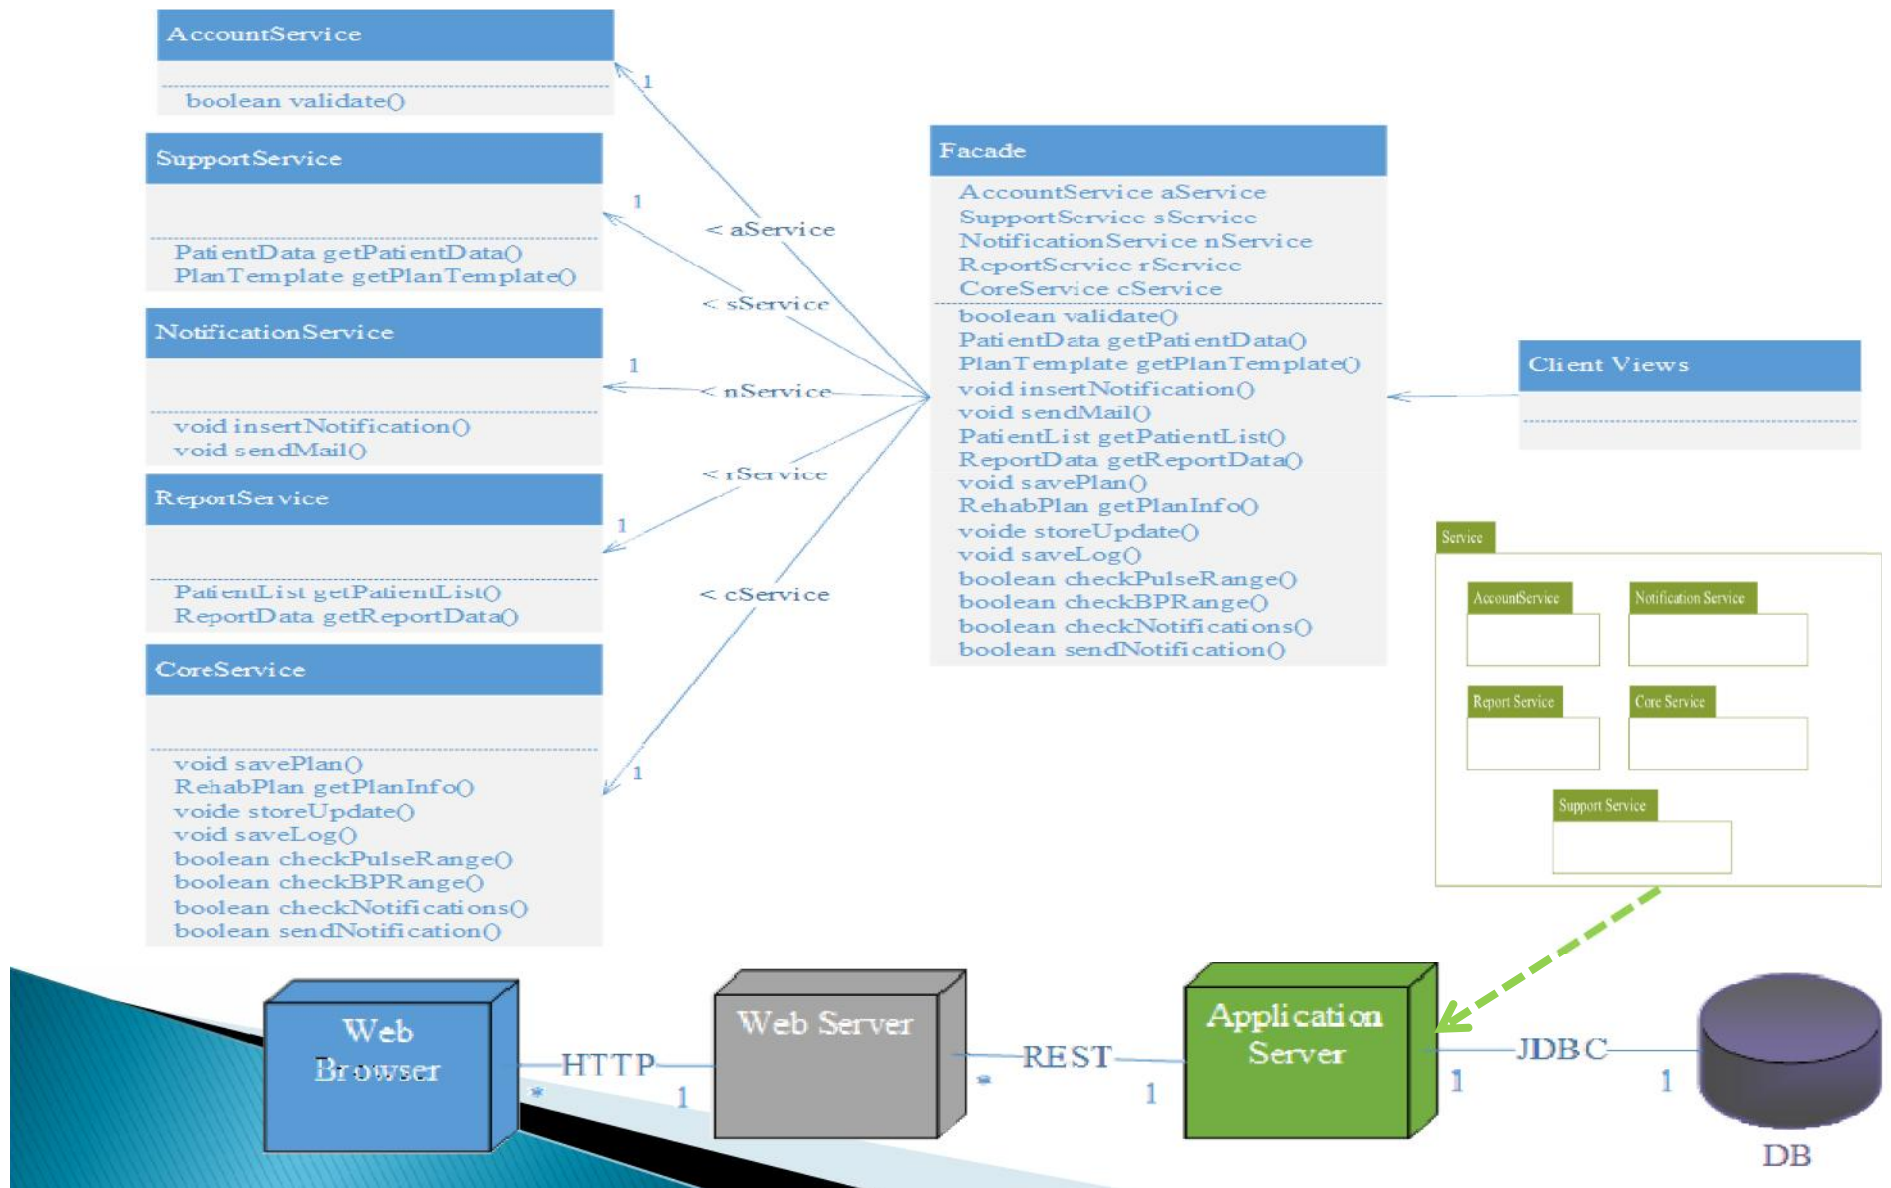 AccountService
boolean validate()
SupportService
PatientData getPatientData()
PlanTemplate getPlanTemplate()
NotificationService
void insertNotification()
void sendMail()
ReportService
PatientList getPatientList()
ReportData getReportData()
CoreService
void savePlan()
RehabPlan getPlanInfo()
voide storeUpdate()
void saveLog()
boolean checkPulseRange()
boolean checkBPRange()
boolean checkNotifications()
boolean sendNotification()
1
1
1
1
1
< aService
< sService
< nService
< rService
< cService
Facade
AccountService aService
SupportService sService
NotificationService nService
ReportService rService
CoreService cService
boolean validate()
PatientData getPatientData()
PlanTemplate getPlanTemplate()
void insertNotification()
void sendMail()
PatientList getPatientList()
ReportData getReportData()
void savePlan()
RehabPlan getPlanInfo()
voide storeUpdate()
void saveLog()
boolean checkPulseRange()
boolean checkBPRange()
boolean checkNotifications()
boolean sendNotification()
Client Views
Service
AccountService
Notification Service
Report Service
Core Service
Support Service
Web
Browser
HTTP
*
1
Web Server
REST
*
1
Application
Server
JDBC
1
1
DB